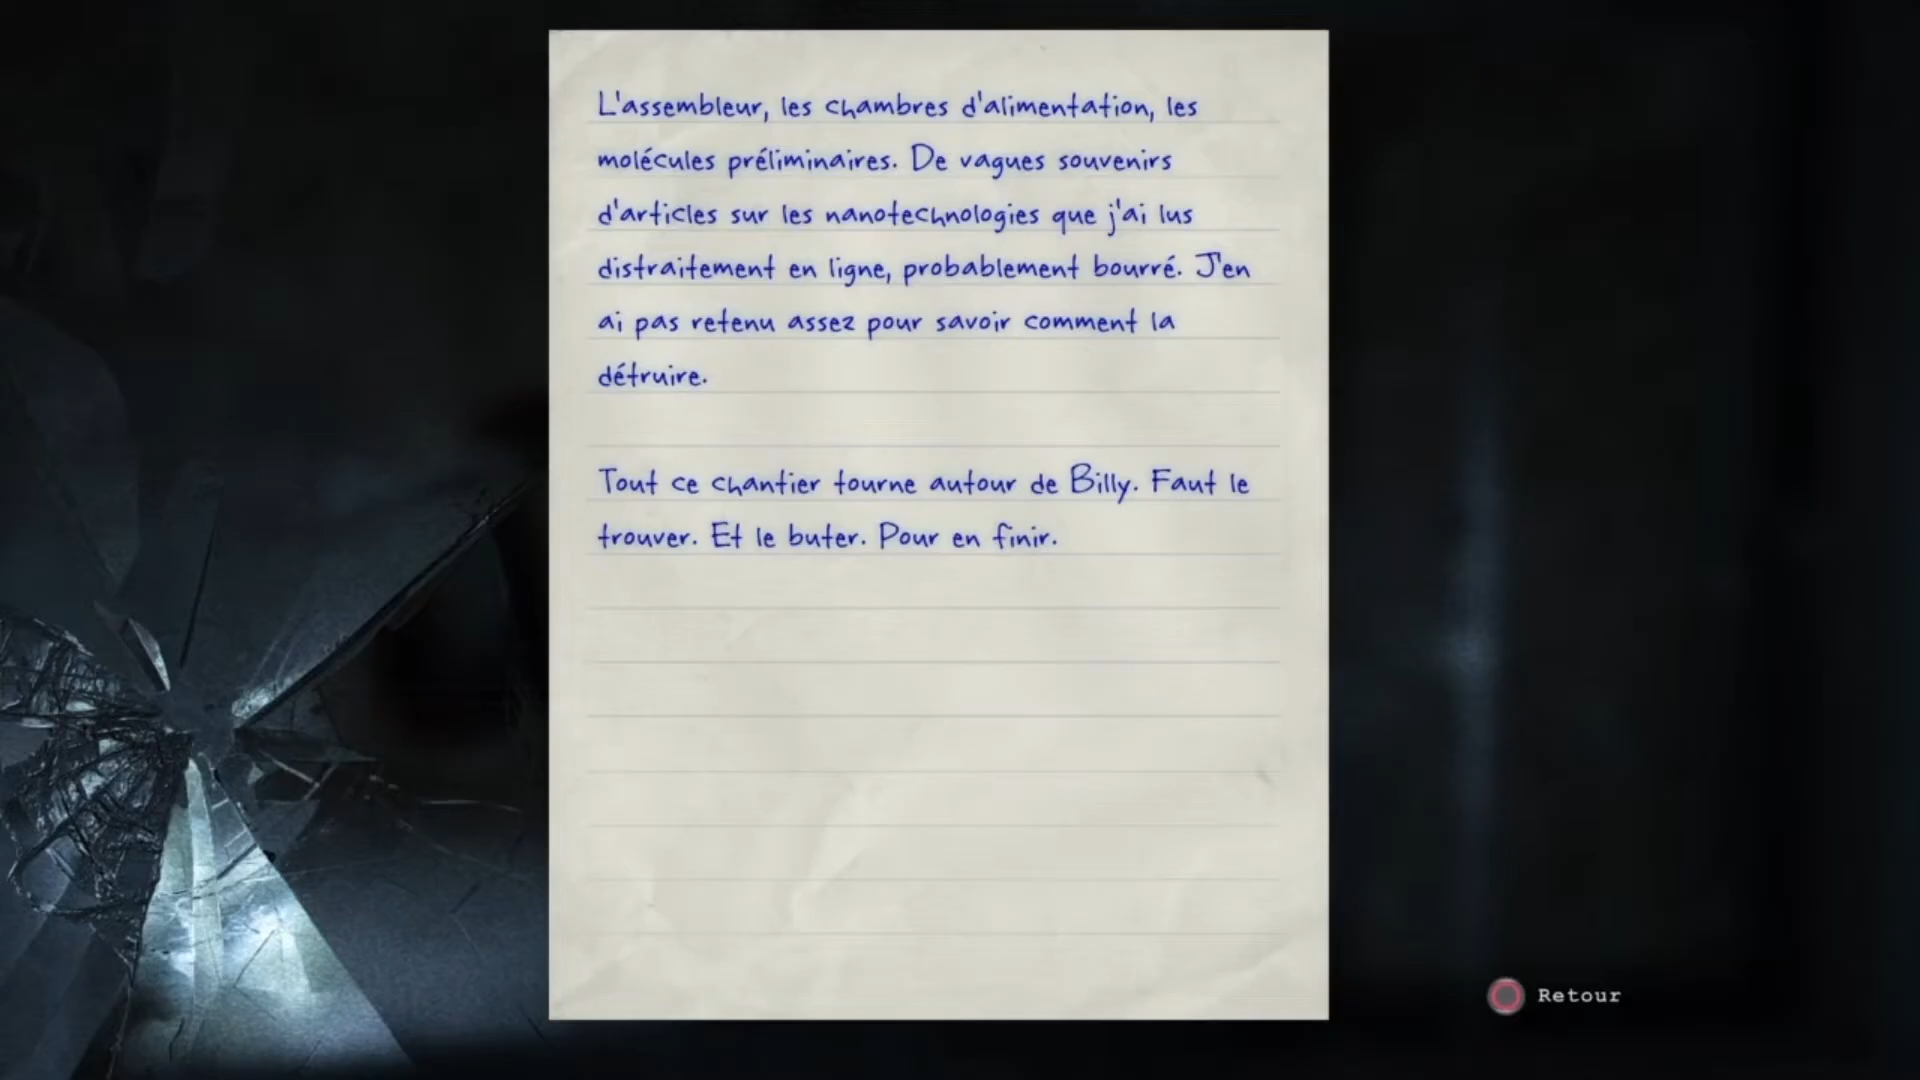 L'assembleur, les chambres d'alimentation, les
molécules préliminaires. De vagues souvenirs
d'articles sur les nanotechnologies que j'ai lus
distraitement en ligne, probablement bourré. J'en
ai pas retenu assez pour savoir comment la
détruire.
Tout ce chantier tourne autour de Billy. Faut le
trouver. Et le buter. Pour en finir.
Retour